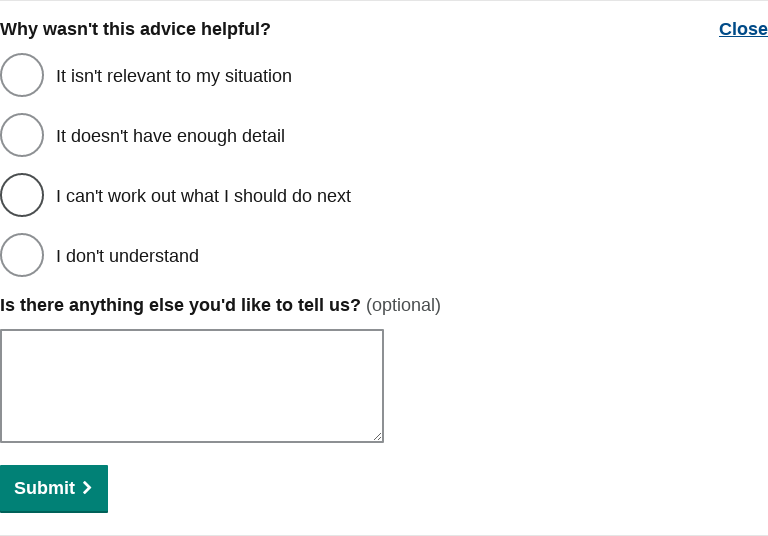 Why wasn't this advice helpful?
Close
It isn't relevant to my situation
It doesn't have enough detail
I can't work out what I should do next
I don't understand
Is there anything else you'd like to tell us? (optional)
Submit